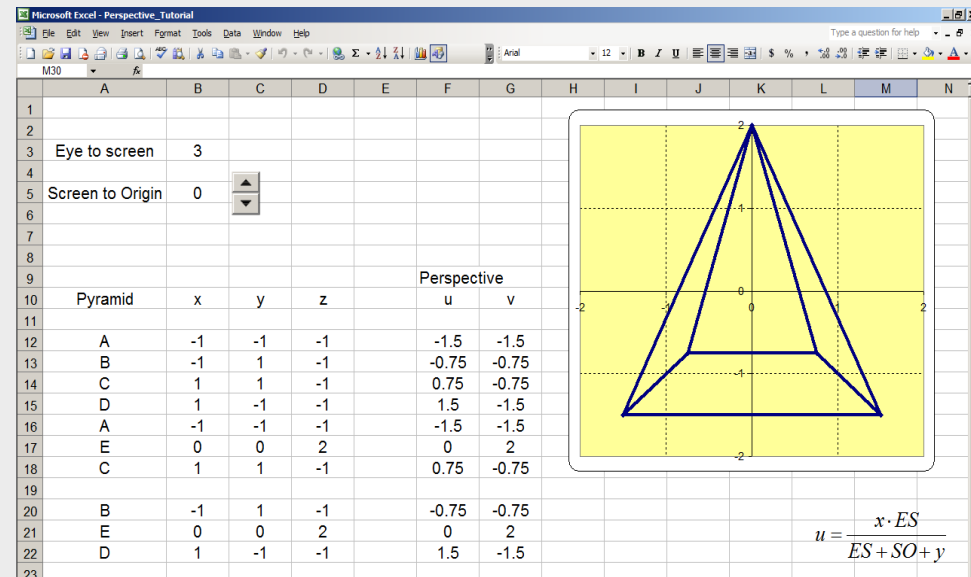 Microsoft Excel - Perspective_Tutorial
File Edit View Insert Format Tools Data Window Help
Type a question for help
Arial 12 B I U $ % ,
M30 fx
A B C D E F G H I J K L M N
1
2
3 Eye to screen 3
4
5 Screen to Origin 0
6
7
8
9 Perspective
10 Pyramid x y z u v
11
12 A -1 -1 -1 -1.5 -1.5
13 B -1 1 -1 -0.75 -0.75
14 C 1 1 -1 0.75 -0.75
15 D 1 -1 -1 1.5 -1.5
16 A -1 -1 -1 -1.5 -1.5
17 E 0 0 2 0 2
18 C 1 1 -1 0.75 -0.75
19
20 B -1 1 -1 -0.75 -0.75
21 E 0 0 2 0 2
22 D 1 -1 -1 1.5 -1.5
23
2
1
0
-2 -1 0 1 2
-1
-2
u = x · ES
ES + SO + y